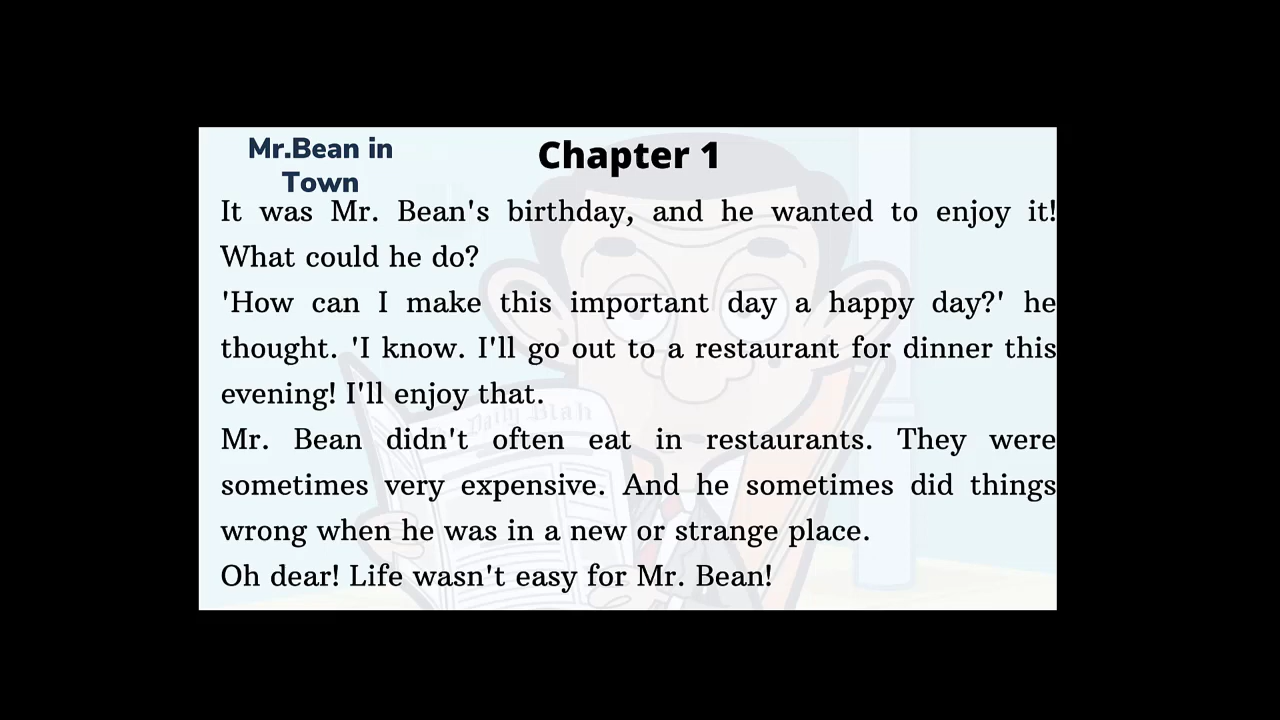 Mr.Bean in
Town
Chapter 1
It was Mr. Bean's birthday, and he wanted to enjoy it!
What could he do?
'How can I make this important day a happy day?' he
thought. 'I know. I'll go out to a restaurant for dinner this
evening! I'll enjoy that.
Mr. Bean didn't often eat in restaurants. They were
sometimes very expensive. And he sometimes did things
wrong when he was in a new or strange place.
Oh dear! Life wasn't easy for Mr. Bean!
Daily Blah